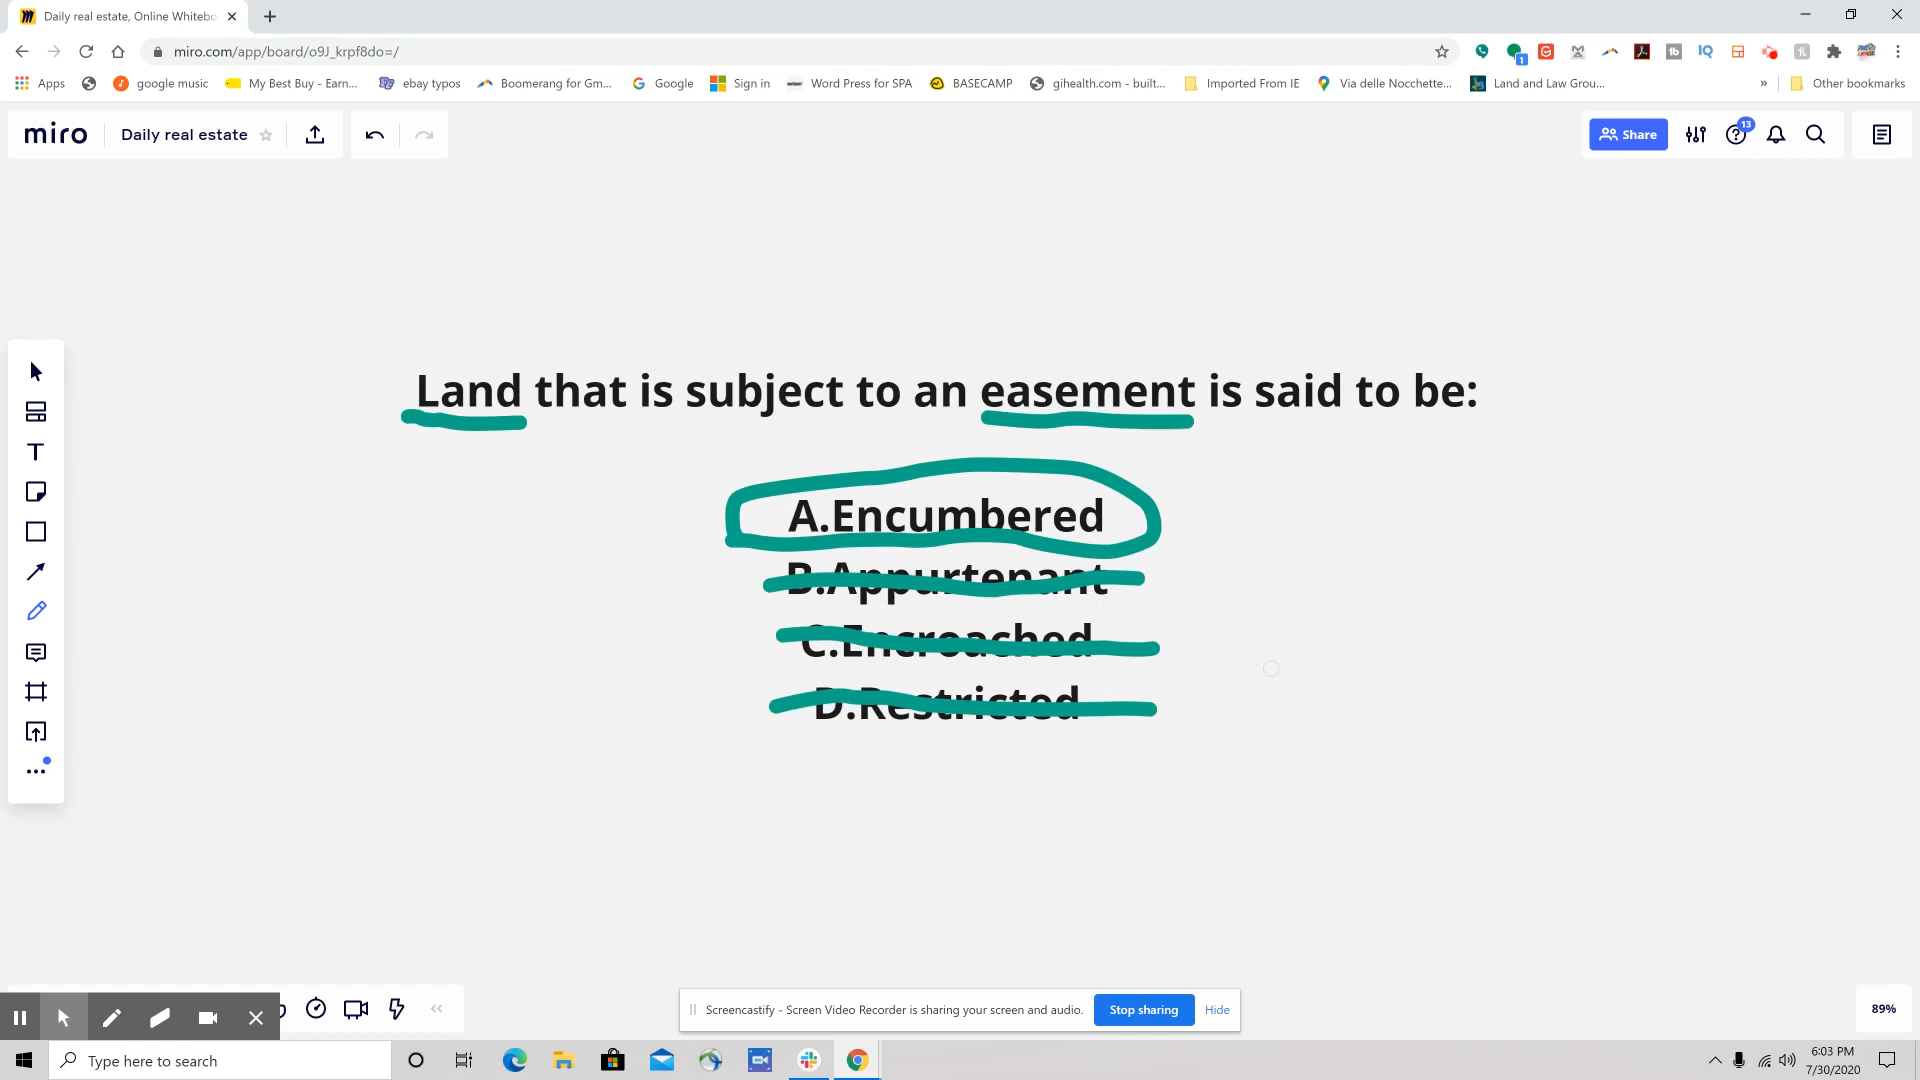 Daily real estate, Online Whitebo
miro.com/app/board/o9J_krpf8do=/
1
Apps
google music
My Best Buy - Earn...
ebay typos
Boomerang for Gm...
Google
Sign in
Word Press for SPA
BASECAMP
gihealth.com - built...
Imported From IE
Via delle Nocchette...
Land and Law Grou...
»
Other bookmarks
miro
Daily real estate
Share
13
Land that is subject to an easement is said to be:
A.Encumbered
B.Appurtenant
C.Encroached
D.Restricted
Screencastify - Screen Video Recorder is sharing your screen and audio.
Stop sharing
Hide
89%
Type here to search
6:03 PM
7/30/2020